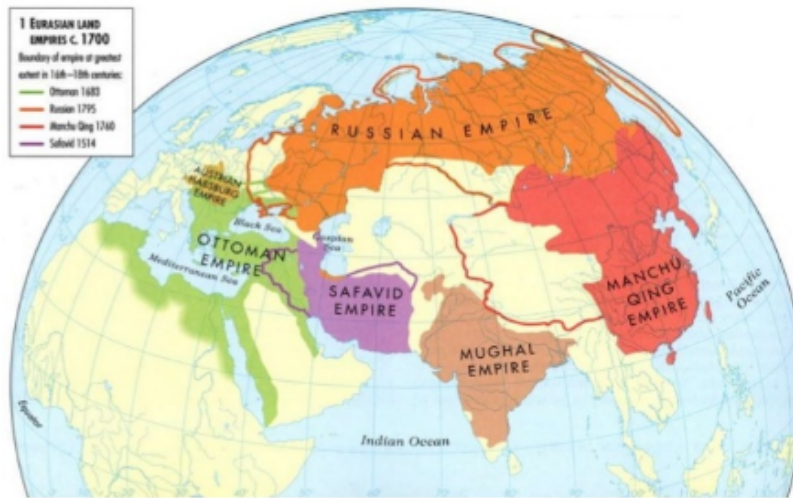 1 EURASIAN LAND
EMPIRES C. 1700
Boundary of empire at greatest
extent in 16th–18th centuries:
Ottoman 1683
Russian 1795
Manchu Qing 1760
Safavid 1514
RUSSIAN EMPIRE
AUSTRIAN
HABSBURG
EMPIRE
Black Sea
Caspian
Sea
OTTOMAN
EMPIRE
Mediterranean Sea
SAFAVID
EMPIRE
MANCHU
QING
EMPIRE
Pacific
Ocean
MUGHAL
EMPIRE
Equator
Indian Ocean